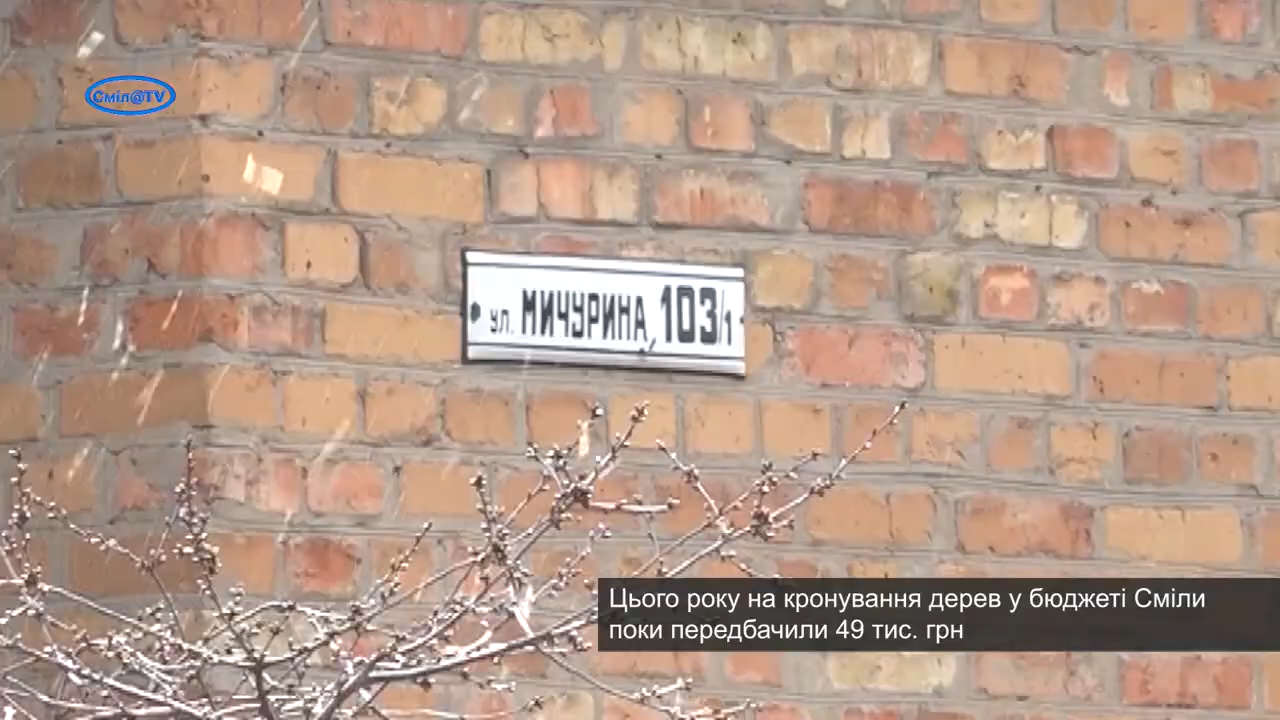 Сміл@TV
ул. МИЧУРИНА, 103/1
Цього року на кронування дерев у бюджеті Сміли
поки передбачили 49 тис. грн